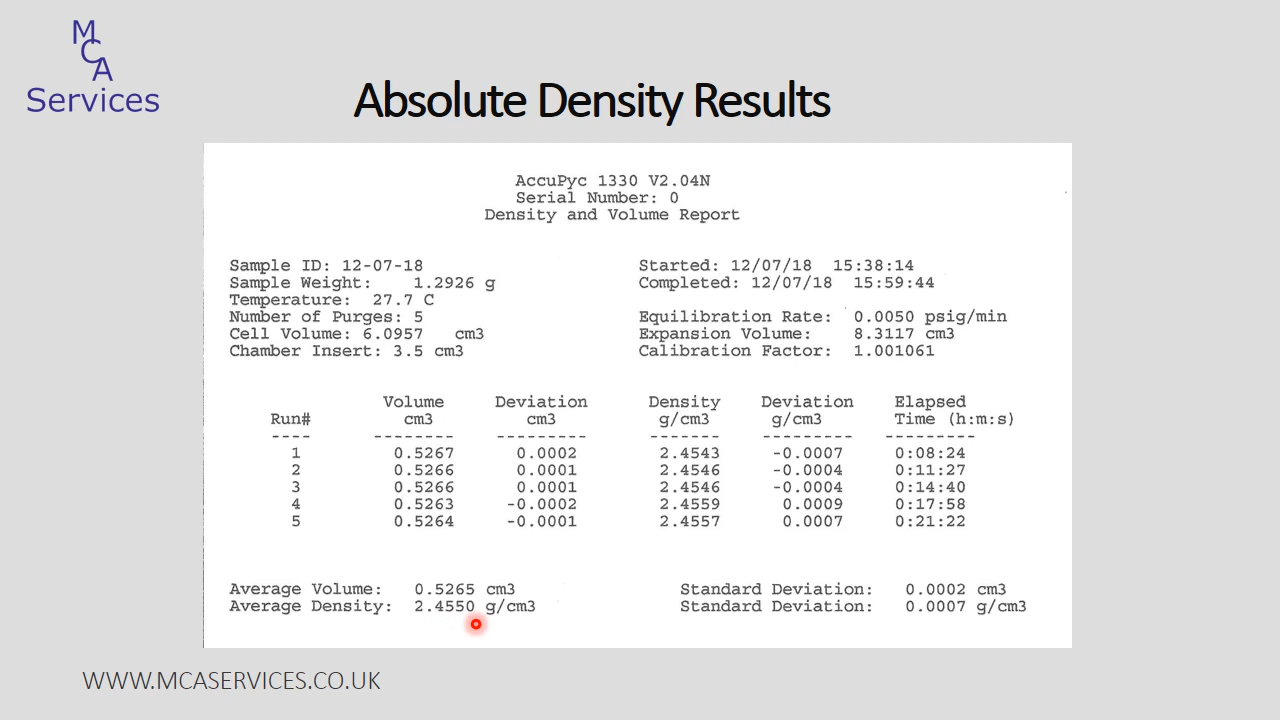 M
C
A
Services
Absolute Density Results
AccuPyc 1330 V2.04N
Serial Number: 0
Density and Volume Report
Sample ID: 12-07-18 Started: 12/07/18 15:38:14
Sample Weight: 1.2926 g Completed: 12/07/18 15:59:44
Temperature: 27.7 C
Number of Purges: 5 Equilibration Rate: 0.0050 psig/min
Cell Volume: 6.0957 cm3 Expansion Volume: 8.3117 cm3
Chamber Insert: 3.5 cm3 Calibration Factor: 1.001061
Volume Deviation Density Deviation Elapsed
Run# cm3 cm3 g/cm3 g/cm3 Time (h:m:s)
---- -------- --------- ------- --------- ---------
1 0.5267 0.0002 2.4543 -0.0007 0:08:24
2 0.5266 0.0001 2.4546 -0.0004 0:11:27
3 0.5266 0.0001 2.4546 -0.0004 0:14:40
4 0.5263 -0.0002 2.4559 0.0009 0:17:58
5 0.5264 -0.0001 2.4557 0.0007 0:21:22
Average Volume: 0.5265 cm3 Standard Deviation: 0.0002 cm3
Average Density: 2.4550 g/cm3 Standard Deviation: 0.0007 g/cm3
WWW.MCASERVICES.CO.UK